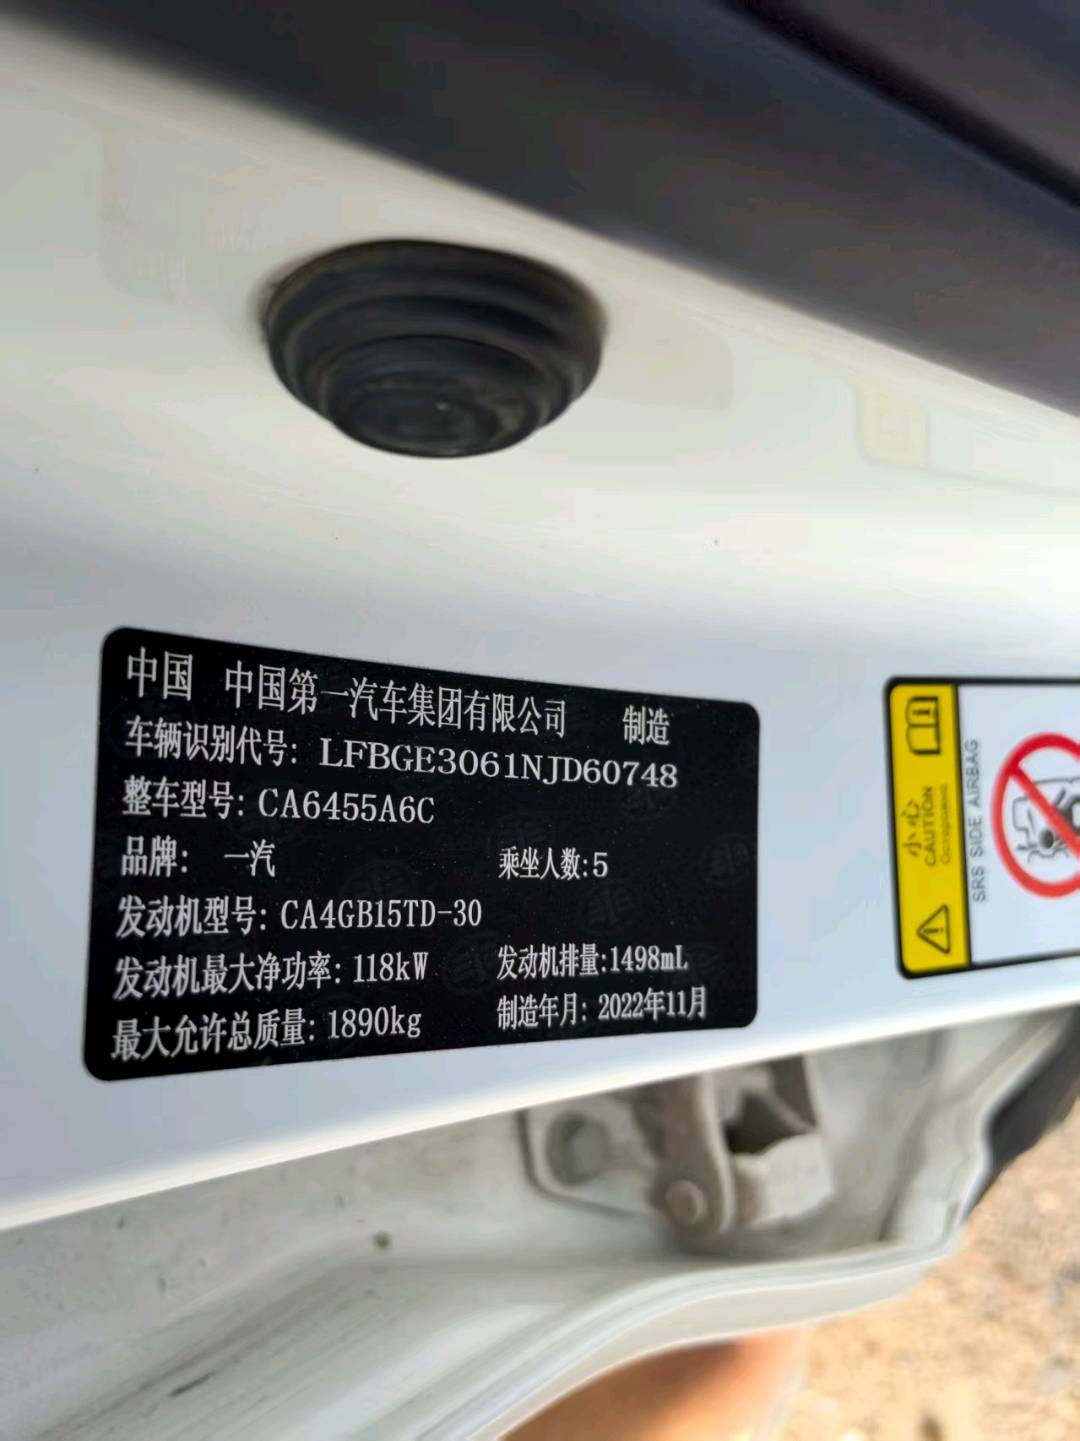 中国 中国第一汽车集团有限公司 制造
车辆识别代号: LFBGE3061NJD60748
整车型号: CA6455A6C
品牌: 一汽 乘坐人数:5
发动机型号: CA4GB15TD-30
发动机最大净功率: 118kW 发动机排量:1498mL
最大允许总质量: 1890kg 制造年月: 2022年11月
小心
CAUTION
SRS SIDE AIRBAG